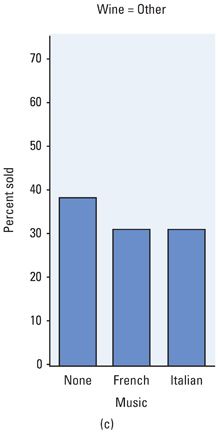 Wine = Other
Percent sold
70
60
50
40
30
20
10
0
None French Italian
Music
(c)